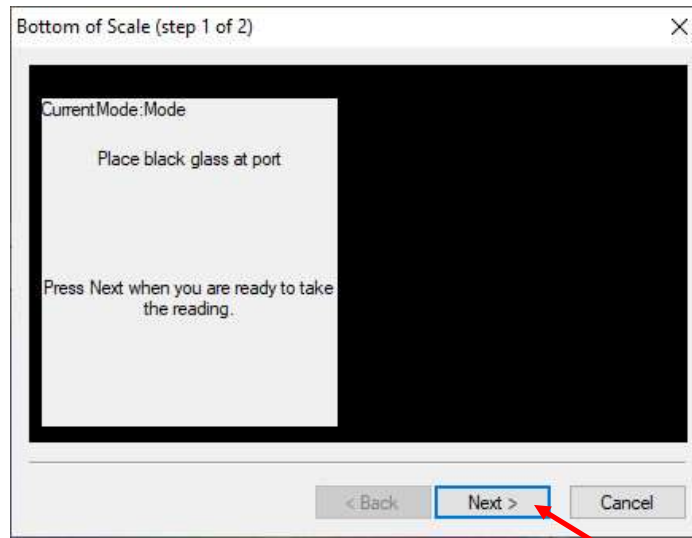 Bottom of Scale (step 1 of 2)
CurrentMode:Mode
Place black glass at port
Press Next when you are ready to take
the reading.
< Back
Next >
Cancel